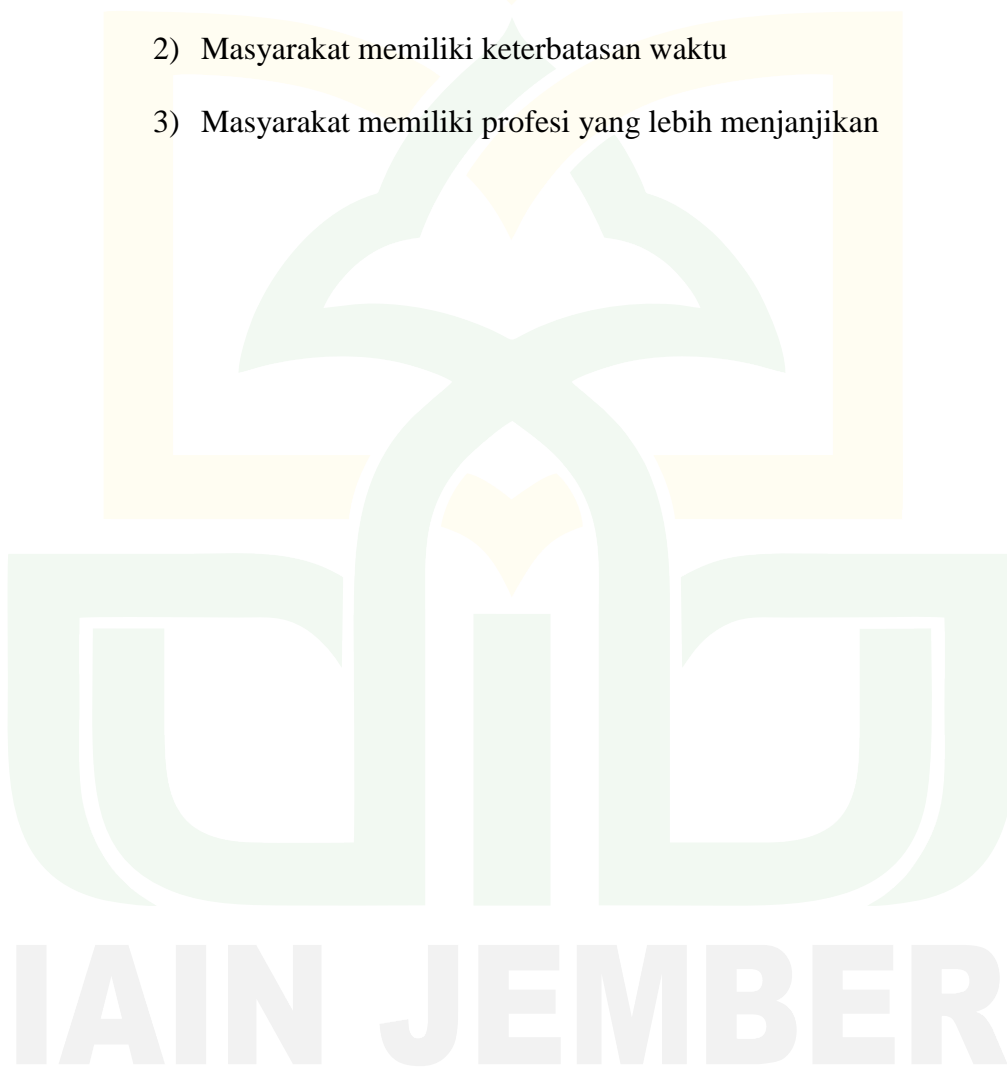 2) Masyarakat memiliki keterbatasan waktu
3) Masyarakat memiliki profesi yang lebih menjanjikan
IAIN JEMBER